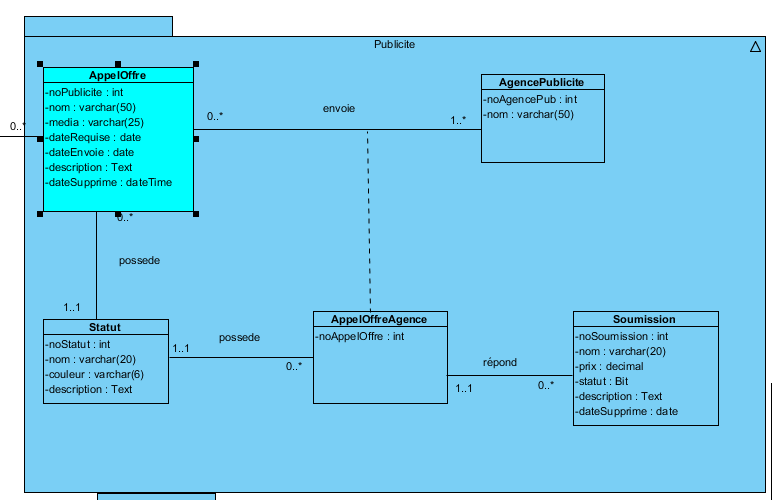 Publicite
AppelOffre
-noPublicite : int
-nom : varchar(50)
-media : varchar(25)
-dateRequise : date
-dateEnvoie : date
-description : Text
-dateSupprime : dateTime
0..*
0..*
envoie
1..*
AgencePublicite
-noAgencePub : int
-nom : varchar(50)
0..*
possede
1..1
Statut
-noStatut : int
-nom : varchar(20)
-couleur : varchar(6)
-description : Text
1..1
possede
0..*
AppelOffreAgence
-noAppelOffre : int
1..1
répond
0..*
Soumission
-noSoumission : int
-nom : varchar(20)
-prix : decimal
-statut : Bit
-description : Text
-dateSupprime : date